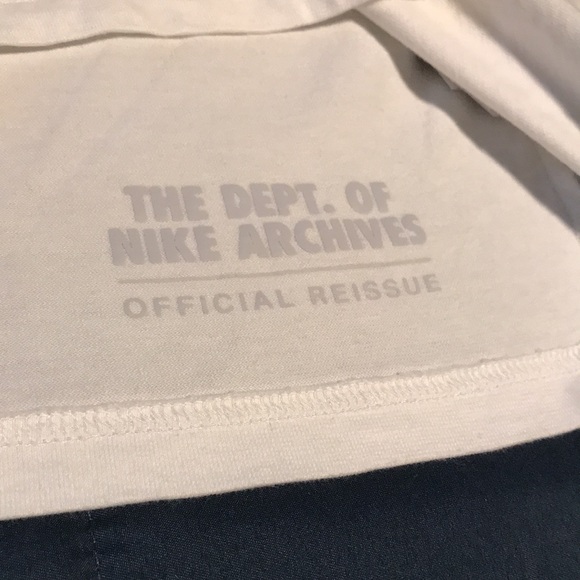 THE DEPT. OF
NIKE ARCHIVES
OFFICIAL REISSUE